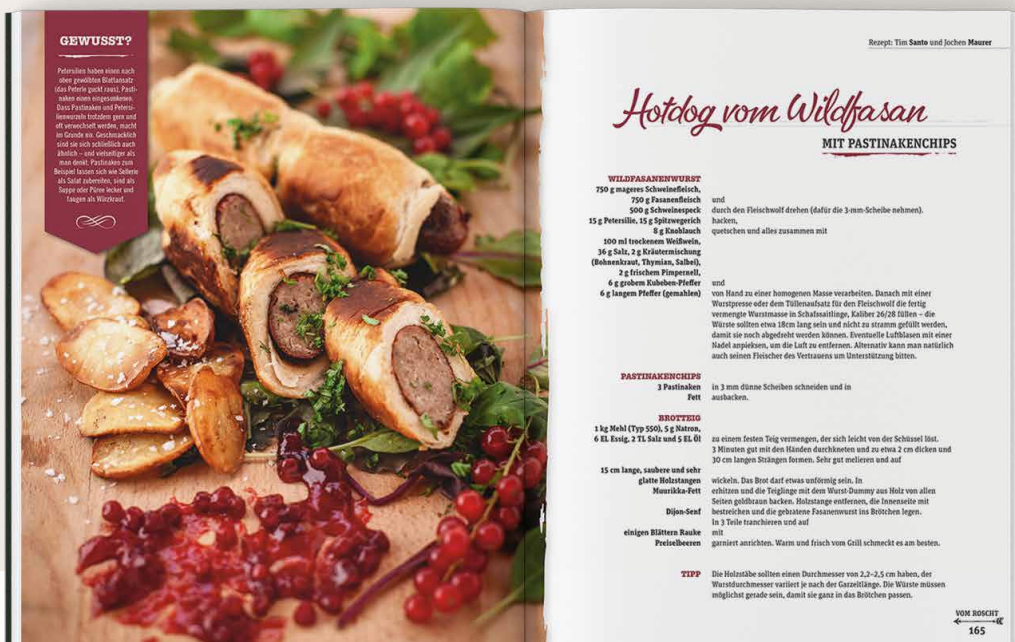 GEWUSST?
Petersilien haben einen nach
oben gewölbten Blattansatz
(das Peterle guckt raus), Pasti-
naken einen eingesunkenen.
Dass Pastinaken und Petersi-
lienwurzeln trotzdem gern und
oft verwechselt werden, macht
im Grunde nix. Geschmacklich
sind sie sich schließlich auch
ähnlich – und vielseitiger als
man denkt: Pastinaken zum
Beispiel lassen sich wie Sellerie
als Salat zubereiten, sind als
Suppe oder Püree lecker und
taugen als Würzkraut.
Rezept: Tim Santo und Jochen Maurer
Hotdog vom Wildfasan
MIT PASTINAKENCHIPS
WILDFASANENWURST
750 g mageres Schweinefleisch,
750 g Fasanenfleisch und
500 g Schweinespeck durch den Fleischwolf drehen (dafür die 3-mm-Scheibe nehmen).
15 g Petersilie, 15 g Spitzwegerich hacken,
8 g Knoblauch quetschen und alles zusammen mit
100 ml trockenem Weißwein,
36 g Salz, 2 g Kräutermischung
(Bohnenkraut, Thymian, Salbei),
2 g frischem Pimpernell,
6 g grobem Kubeben-Pfeffer und
6 g langem Pfeffer (gemahlen) von Hand zu einer homogenen Masse verarbeiten. Danach mit einer
Wurstpresse oder dem Tüllenaufsatz für den Fleischwolf die fertig
vermengte Wurstmasse in Schafssaitlinge, Kaliber 26/28 füllen – die
Würste sollten etwa 18cm lang sein und nicht zu stramm gefüllt werden,
damit sie noch abgedreht werden können. Eventuelle Luftblasen mit einer
Nadel anpieksen, um die Luft zu entfernen. Alternativ kann man natürlich
auch seinen Fleischer des Vertrauens um Unterstützung bitten.
PASTINAKENCHIPS
3 Pastinaken in 3 mm dünne Scheiben schneiden und in
Fett ausbacken.
BROTTEIG
1 kg Mehl (Typ 550), 5 g Natron,
6 EL Essig, 2 TL Salz und 5 EL Öl zu einem festen Teig vermengen, der sich leicht von der Schüssel löst.
3 Minuten gut mit den Händen durchkneten und zu etwa 2 cm dicken und
30 cm langen Strängen formen. Sehr gut melieren und auf
15 cm lange, saubere und sehr
glatte Holzstangen wickeln. Das Brot darf etwas unförmig sein. In
Muurikka-Fett erhitzen und die Teiglinge mit dem Wurst-Dummy aus Holz von allen
Seiten goldbraun backen. Holzstange entfernen, die Innenseite mit
Dijon-Senf bestreichen und die gebratene Fasanenwurst ins Brötchen legen.
In 3 Teile tranchieren und auf
einigen Blättern Rauke mit
Preiselbeeren garniert anrichten. Warm und frisch vom Grill schmeckt es am besten.
TIPP Die Holzstäbe sollten einen Durchmesser von 2,2–2,5 cm haben, der
Wurstdurchmesser variiert je nach der Garzeitlänge. Die Würste müssen
möglichst gerade sein, damit sie ganz in das Brötchen passen.
VOM ROSCHT
165